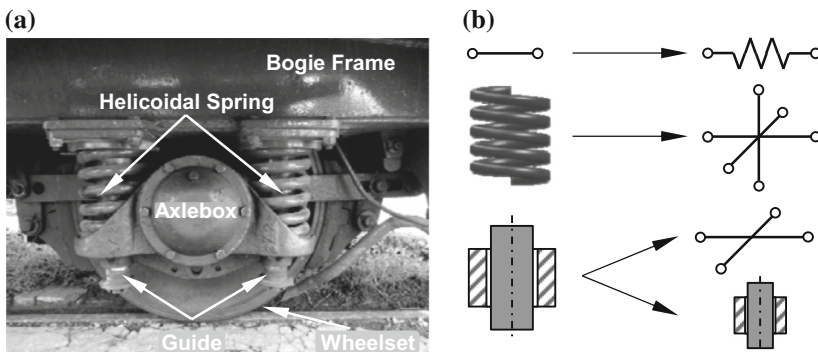 (a)
(b)
Bogie Frame
Helicoidal Spring
Axlebox
Guide
Wheelset